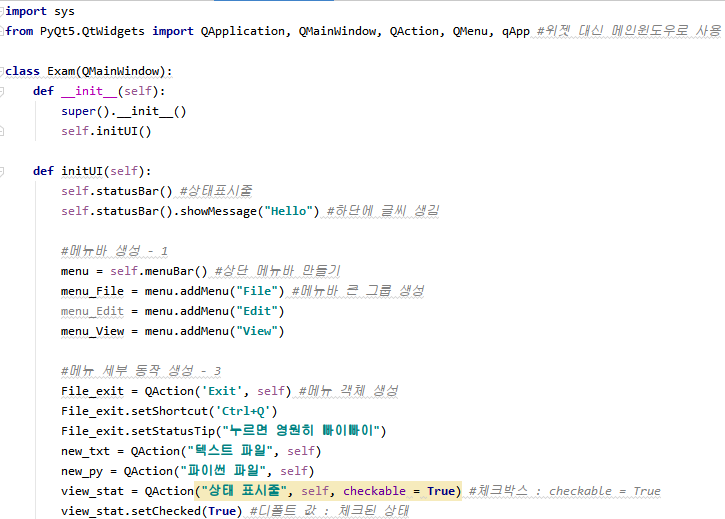 import sys
from PyQt5.QtWidgets import QApplication, QMainWindow, QAction, QMenu, qApp #위젯 대신 메인윈도우로 사용
class Exam(QMainWindow):
def __init__(self):
super().__init__()
self.initUI()
def initUI(self):
self.statusBar() #상태표시줄
self.statusBar().showMessage("Hello") #하단에 글씨 생김
#메뉴바 생성 - 1
menu = self.menuBar() #상단 메뉴바 만들기
menu_File = menu.addMenu("File") #메뉴바 큰 그룹 생성
menu_Edit = menu.addMenu("Edit")
menu_View = menu.addMenu("View")
#메뉴 세부 동작 생성 - 3
File_exit = QAction('Exit', self) #메뉴 객체 생성
File_exit.setShortcut('Ctrl+Q')
File_exit.setStatusTip("누르면 영원히 빠이빠이")
new_txt = QAction("텍스트 파일", self)
new_py = QAction("파이썬 파일", self)
view_stat = QAction("상태 표시줄", self, checkable = True) #체크박스 : checkable = True
view_stat.setChecked(True) #디폴트 값 : 체크된 상태